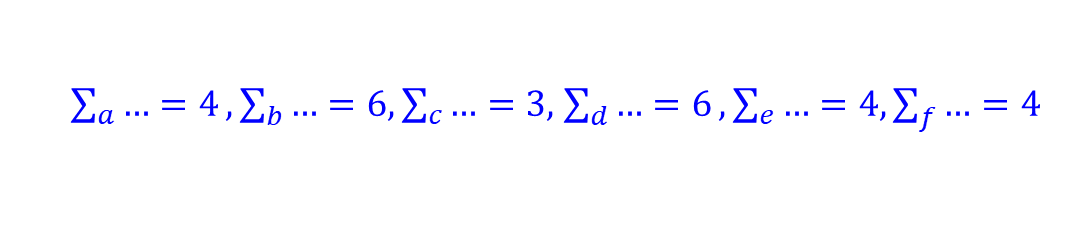 ∑a … = 4 ,∑b … = 6,∑c … = 3, ∑d … = 6 ,∑e … = 4,∑f … = 4